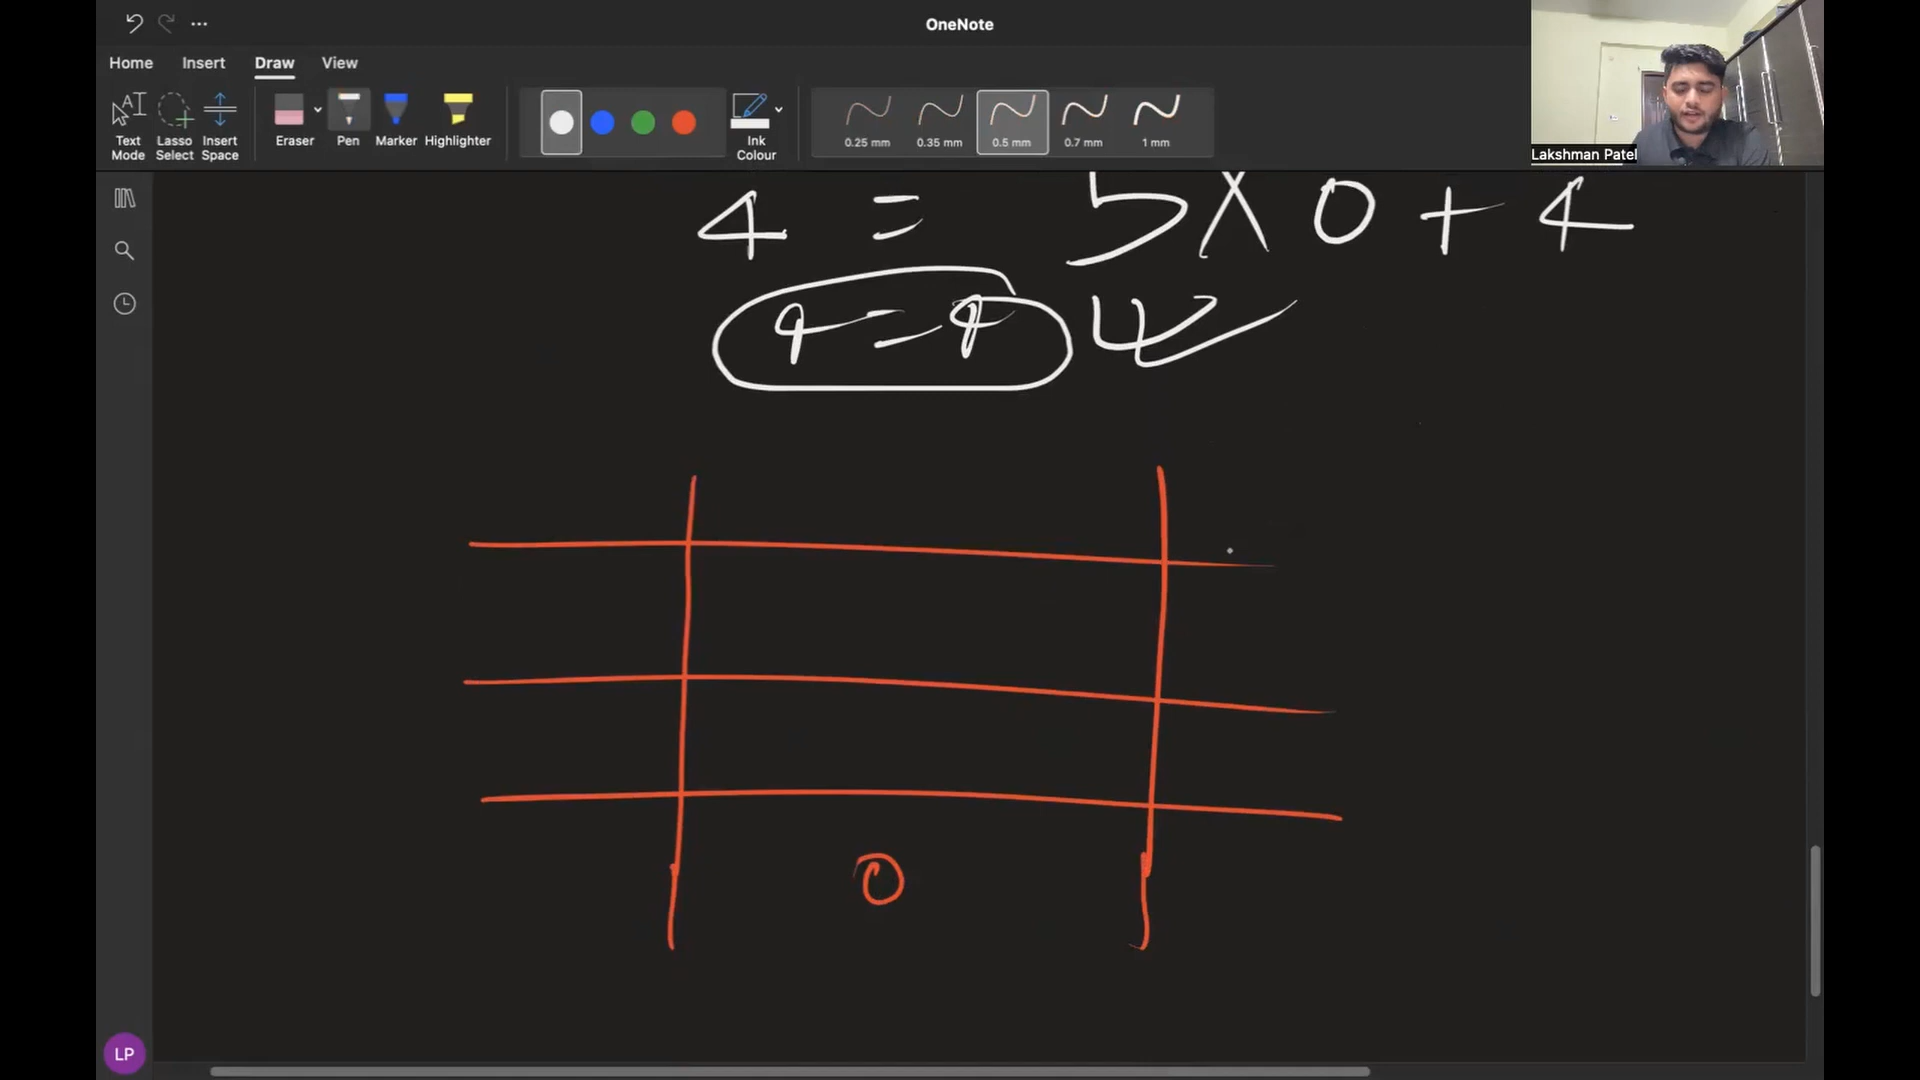 OneNote
Home Insert Draw View
Text Mode
Lasso Select
Insert Space
Eraser
Pen
Marker
Highlighter
Ink Colour
0.25 mm
0.35 mm
0.5 mm
0.7 mm
1 mm
Lakshman Patel
4 = 5 X 0 + 4
4 = 4
0
LP